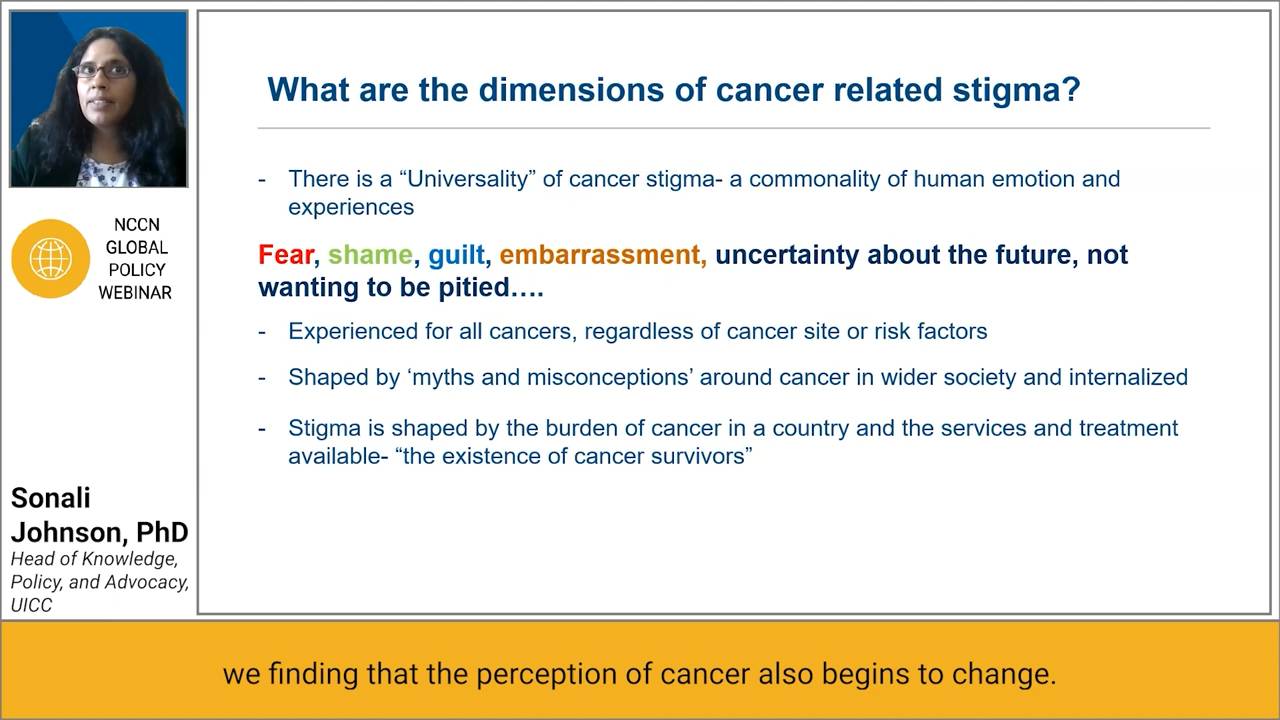 What are the dimensions of cancer related stigma?
- There is a “Universality” of cancer stigma- a commonality of human emotion and
experiences
Fear, shame, guilt, embarrassment, uncertainty about the future, not
wanting to be pitied….
- Experienced for all cancers, regardless of cancer site or risk factors
- Shaped by ‘myths and misconceptions’ around cancer in wider society and internalized
- Stigma is shaped by the burden of cancer in a country and the services and treatment
available- “the existence of cancer survivors”
NCCN
GLOBAL
POLICY
WEBINAR
Sonali
Johnson, PhD
Head of Knowledge,
Policy, and Advocacy,
UICC
we finding that the perception of cancer also begins to change.